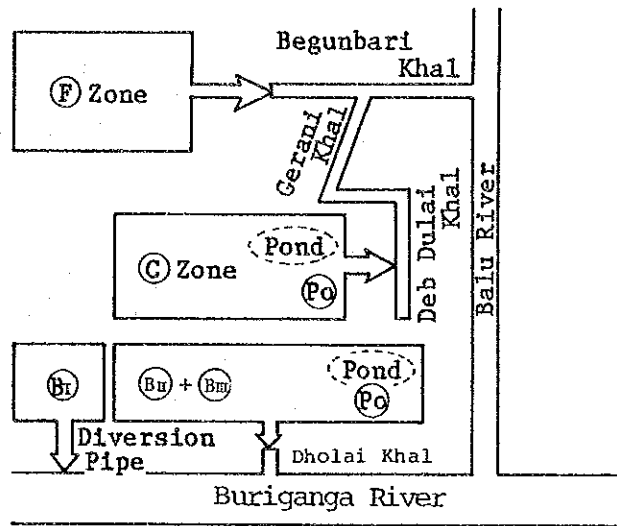 Begunbari
Khal
Ⓕ Zone
Gerani
Khal
Deb Dulai
Khal
Balu River
Pond
Ⓒ Zone
Po
BI
BII + BIII
Pond
Po
Diversion
Pipe
Dholai Khal
Buriganga River